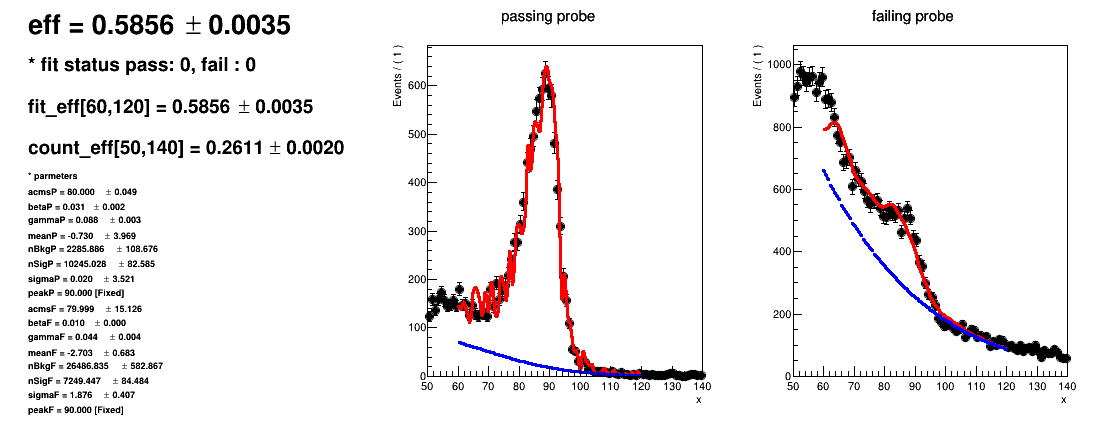 eff = 0.5856 ± 0.0035
* fit status pass: 0, fail : 0
fit_eff[60,120] = 0.5856 ± 0.0035
count_eff[50,140] = 0.2611 ± 0.0020
* parmeters
acmsP = 80.000 ± 0.049
betaP = 0.031 ± 0.002
gammaP = 0.088 ± 0.003
meanP = -0.730 ± 3.969
nBkgP = 2285.886 ± 108.676
nSigP = 10245.028 ± 82.585
sigmaP = 0.020 ± 3.521
peakP = 90.000 [Fixed]
acmsF = 79.999 ± 15.126
betaF = 0.010 ± 0.000
gammaF = 0.044 ± 0.004
meanF = -2.703 ± 0.683
nBkgF = 26486.835 ± 582.867
nSigF = 7249.447 ± 84.484
sigmaF = 1.876 ± 0.407
peakF = 90.000 [Fixed]
passing probe
Events / ( 1 )
600
500
400
300
200
100
0
50 60 70 80 90 100 110 120 130 140
x
failing probe
Events / ( 1 )
1000
800
600
400
200
0
50 60 70 80 90 100 110 120 130 140
x